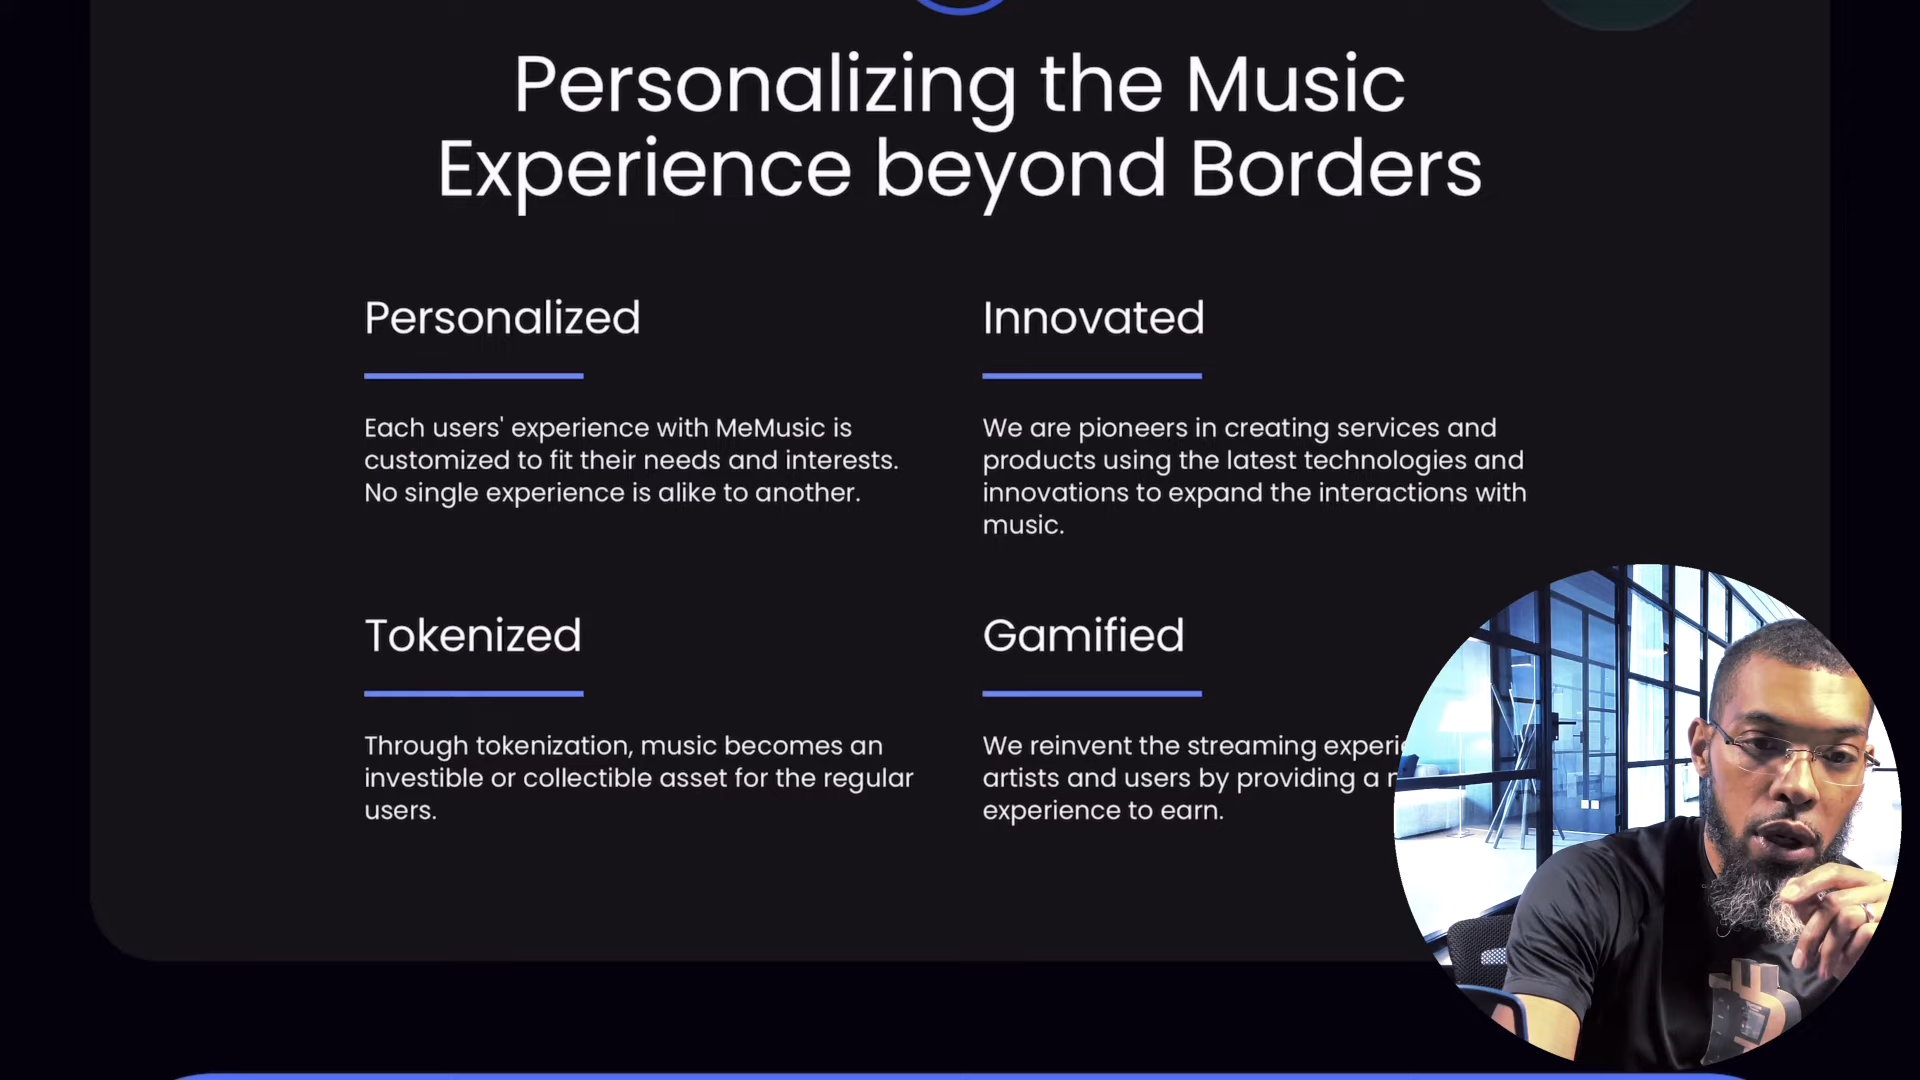 Personalizing the Music
Experience beyond Borders
Personalized
Each users' experience with MeMusic is
customized to fit their needs and interests.
No single experience is alike to another.
Innovated
We are pioneers in creating services and
products using the latest technologies and
innovations to expand the interactions with
music.
Tokenized
Through tokenization, music becomes an
investible or collectible asset for the regular
users.
Gamified
We reinvent the streaming
artists and users by providing a
experience to earn.